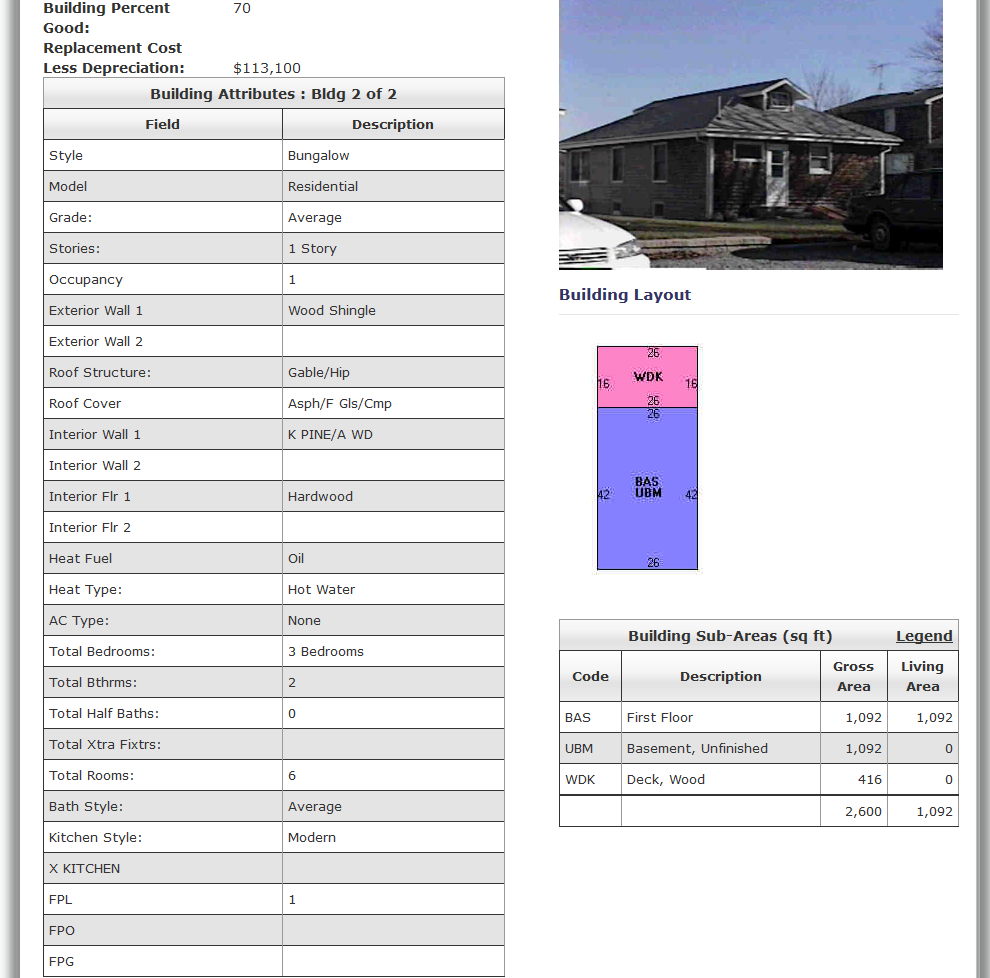 Building Percent 70
Good:
Replacement Cost
Less Depreciation: $113,100
Building Attributes : Bldg 2 of 2
Field Description
Style Bungalow
Model Residential
Grade: Average
Stories: 1 Story
Occupancy 1
Exterior Wall 1 Wood Shingle
Exterior Wall 2
Roof Structure: Gable/Hip
Roof Cover Asph/F Gls/Cmp
Interior Wall 1 K PINE/A WD
Interior Wall 2
Interior Flr 1 Hardwood
Interior Flr 2
Heat Fuel Oil
Heat Type: Hot Water
AC Type: None
Total Bedrooms: 3 Bedrooms
Total Bthrms: 2
Total Half Baths: 0
Total Xtra Fixtrs:
Total Rooms: 6
Bath Style: Average
Kitchen Style: Modern
X KITCHEN
FPL 1
FPO
FPG
Building Layout
26
16 WDK 16
26
26
BAS
42 UBM 42
26
Building Sub-Areas (sq ft) Legend
Code Description Gross Area Living Area
BAS First Floor 1,092 1,092
UBM Basement, Unfinished 1,092 0
WDK Deck, Wood 416 0
2,600 1,092